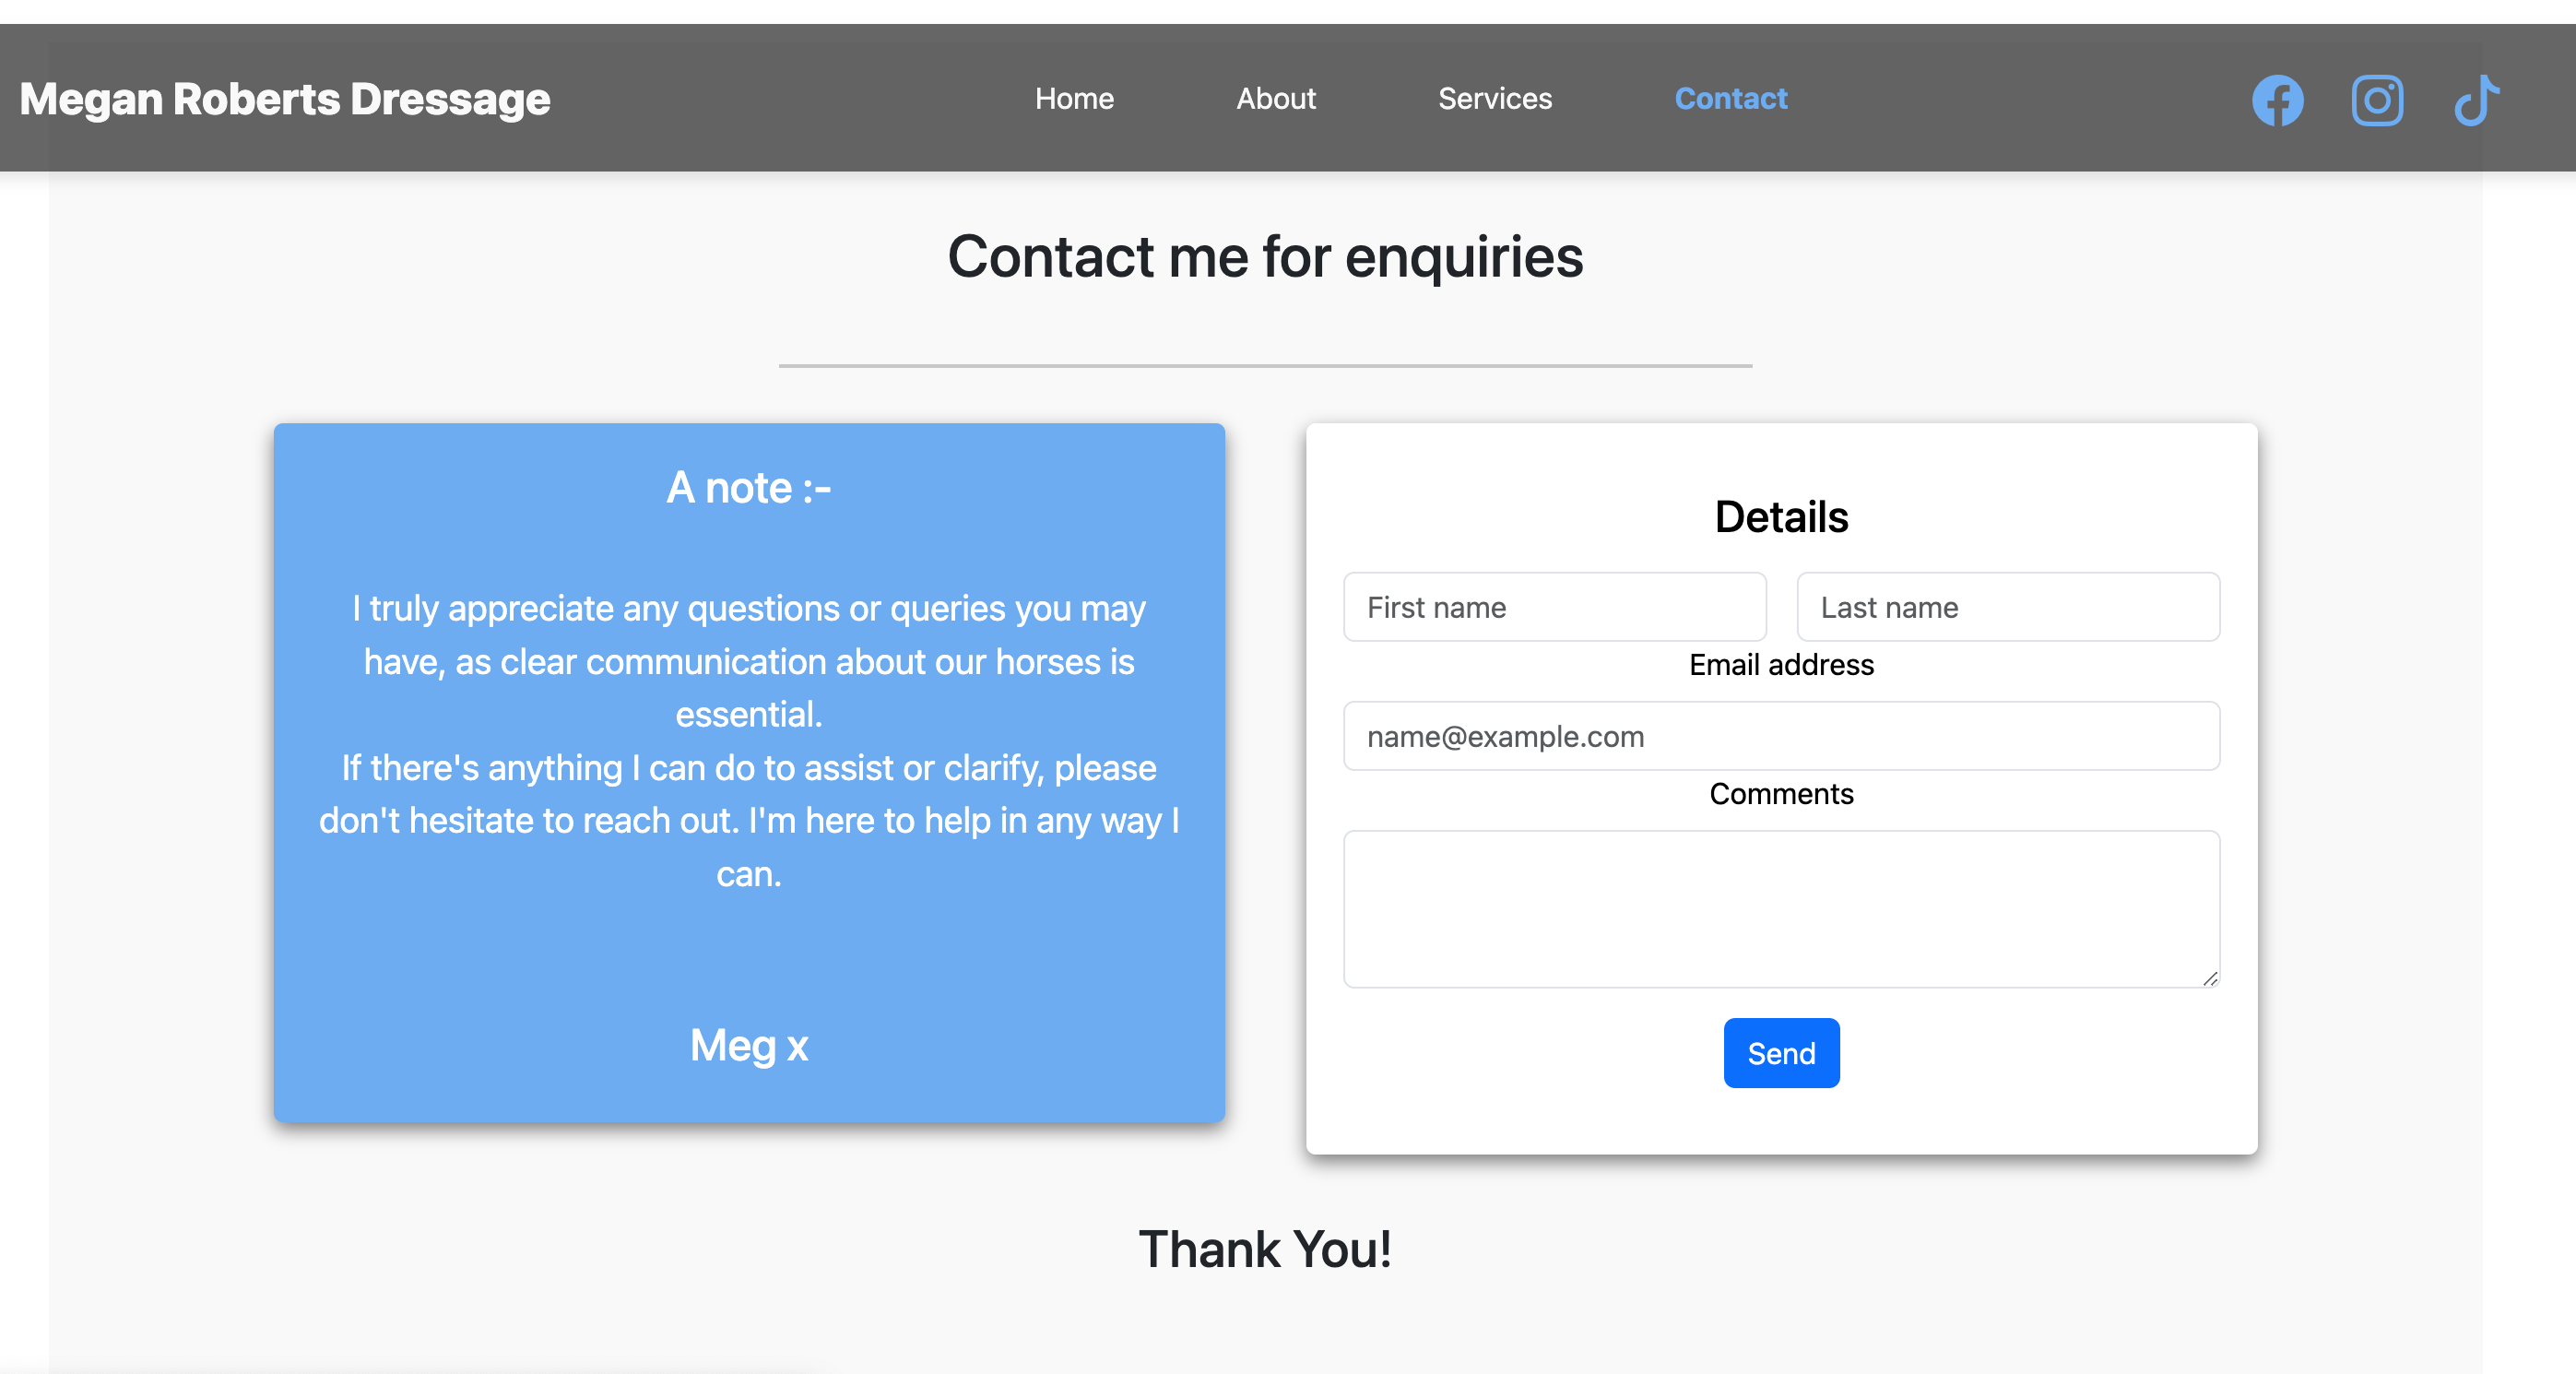 Megan Roberts Dressage
Home About Services Contact
Contact me for enquiries
A note :-
I truly appreciate any questions or queries you may
have, as clear communication about our horses is
essential.
If there's anything I can do to assist or clarify, please
don't hesitate to reach out. I'm here to help in any way I
can.
Meg x
Details
First name Last name
Email address
name@example.com
Comments
Send
Thank You!